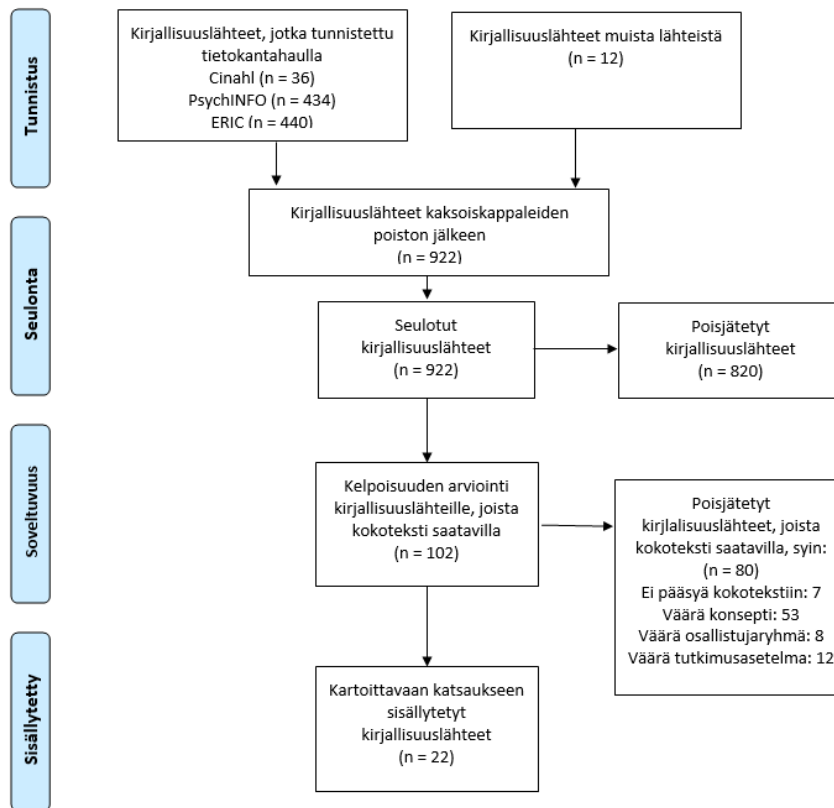 Tunnistus
Kirjallisuuslähteet, jotka tunnistettu
tietokantahaulla
Cinahl (n = 36)
PsychINFO (n = 434)
ERIC (n = 440)
Kirjallisuuslähteet muista lähteistä
(n = 12)
Kirjallisuuslähteet kaksoiskappaleiden
poiston jälkeen
(n = 922)
Seulonta
Seulotut
kirjallisuuslähteet
(n = 922)
Poisjätetyt
kirjallisuuslähteet
(n = 820)
Soveltuvuus
Kelpoisuuden arviointi
kirjallisuuslähteille, joista
kokoteksti saatavilla
(n = 102)
Poisjätetyt
kirjlalisuuslähteet, joista
kokoteksti saatavilla, syin:
(n = 80)
Ei pääsyä kokotekstiin: 7
Väärä konsepti: 53
Väärä osallistujaryhmä: 8
Väärä tutkimusasetelma: 12
Sisällytetty
Kartoittavaan katsaukseen
sisällytetyt
kirjallisuuslähteet
(n = 22)